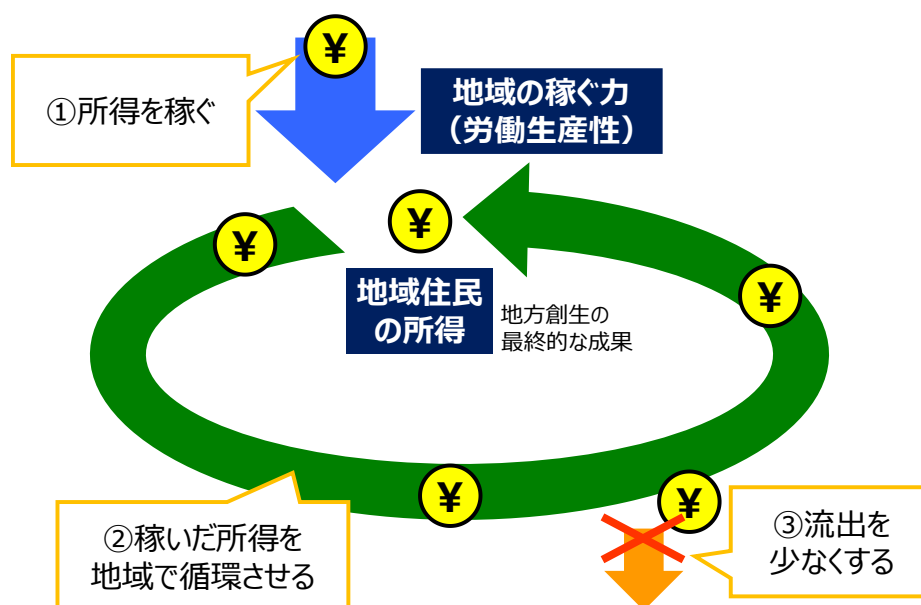 ¥
①所得を稼ぐ
地域の稼ぐ力
（労働生産性）
¥
¥
地域住民
の所得
地方創生の
最終的な成果
¥
¥
¥
②稼いだ所得を
地域で循環させる
③流出を
少なくする